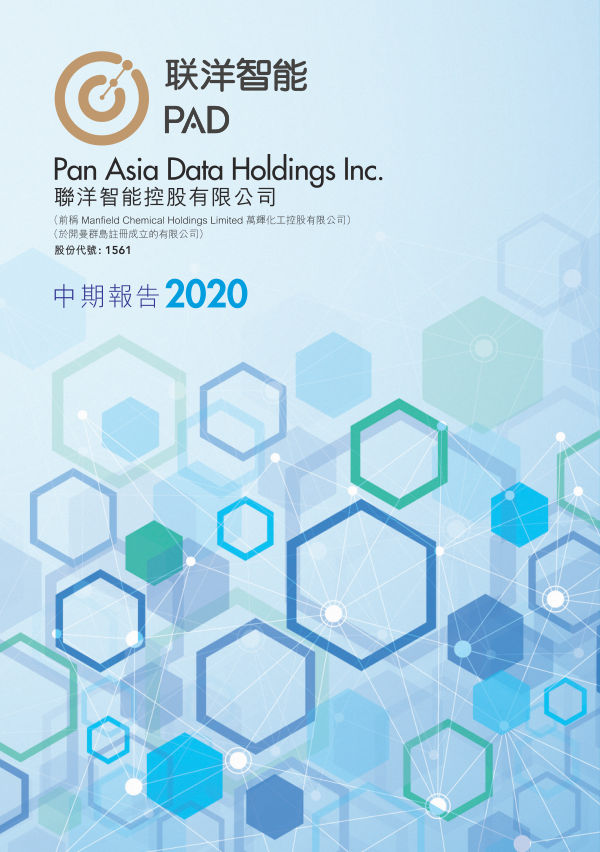 联洋智能
PAD
Pan Asia Data Holdings Inc.
聯洋智能控股有限公司
（前稱 Manfield Chemical Holdings Limited 萬輝化工控股有限公司）
（於開曼群島註冊成立的有限公司）
股份代號：1561
中期報告 2020